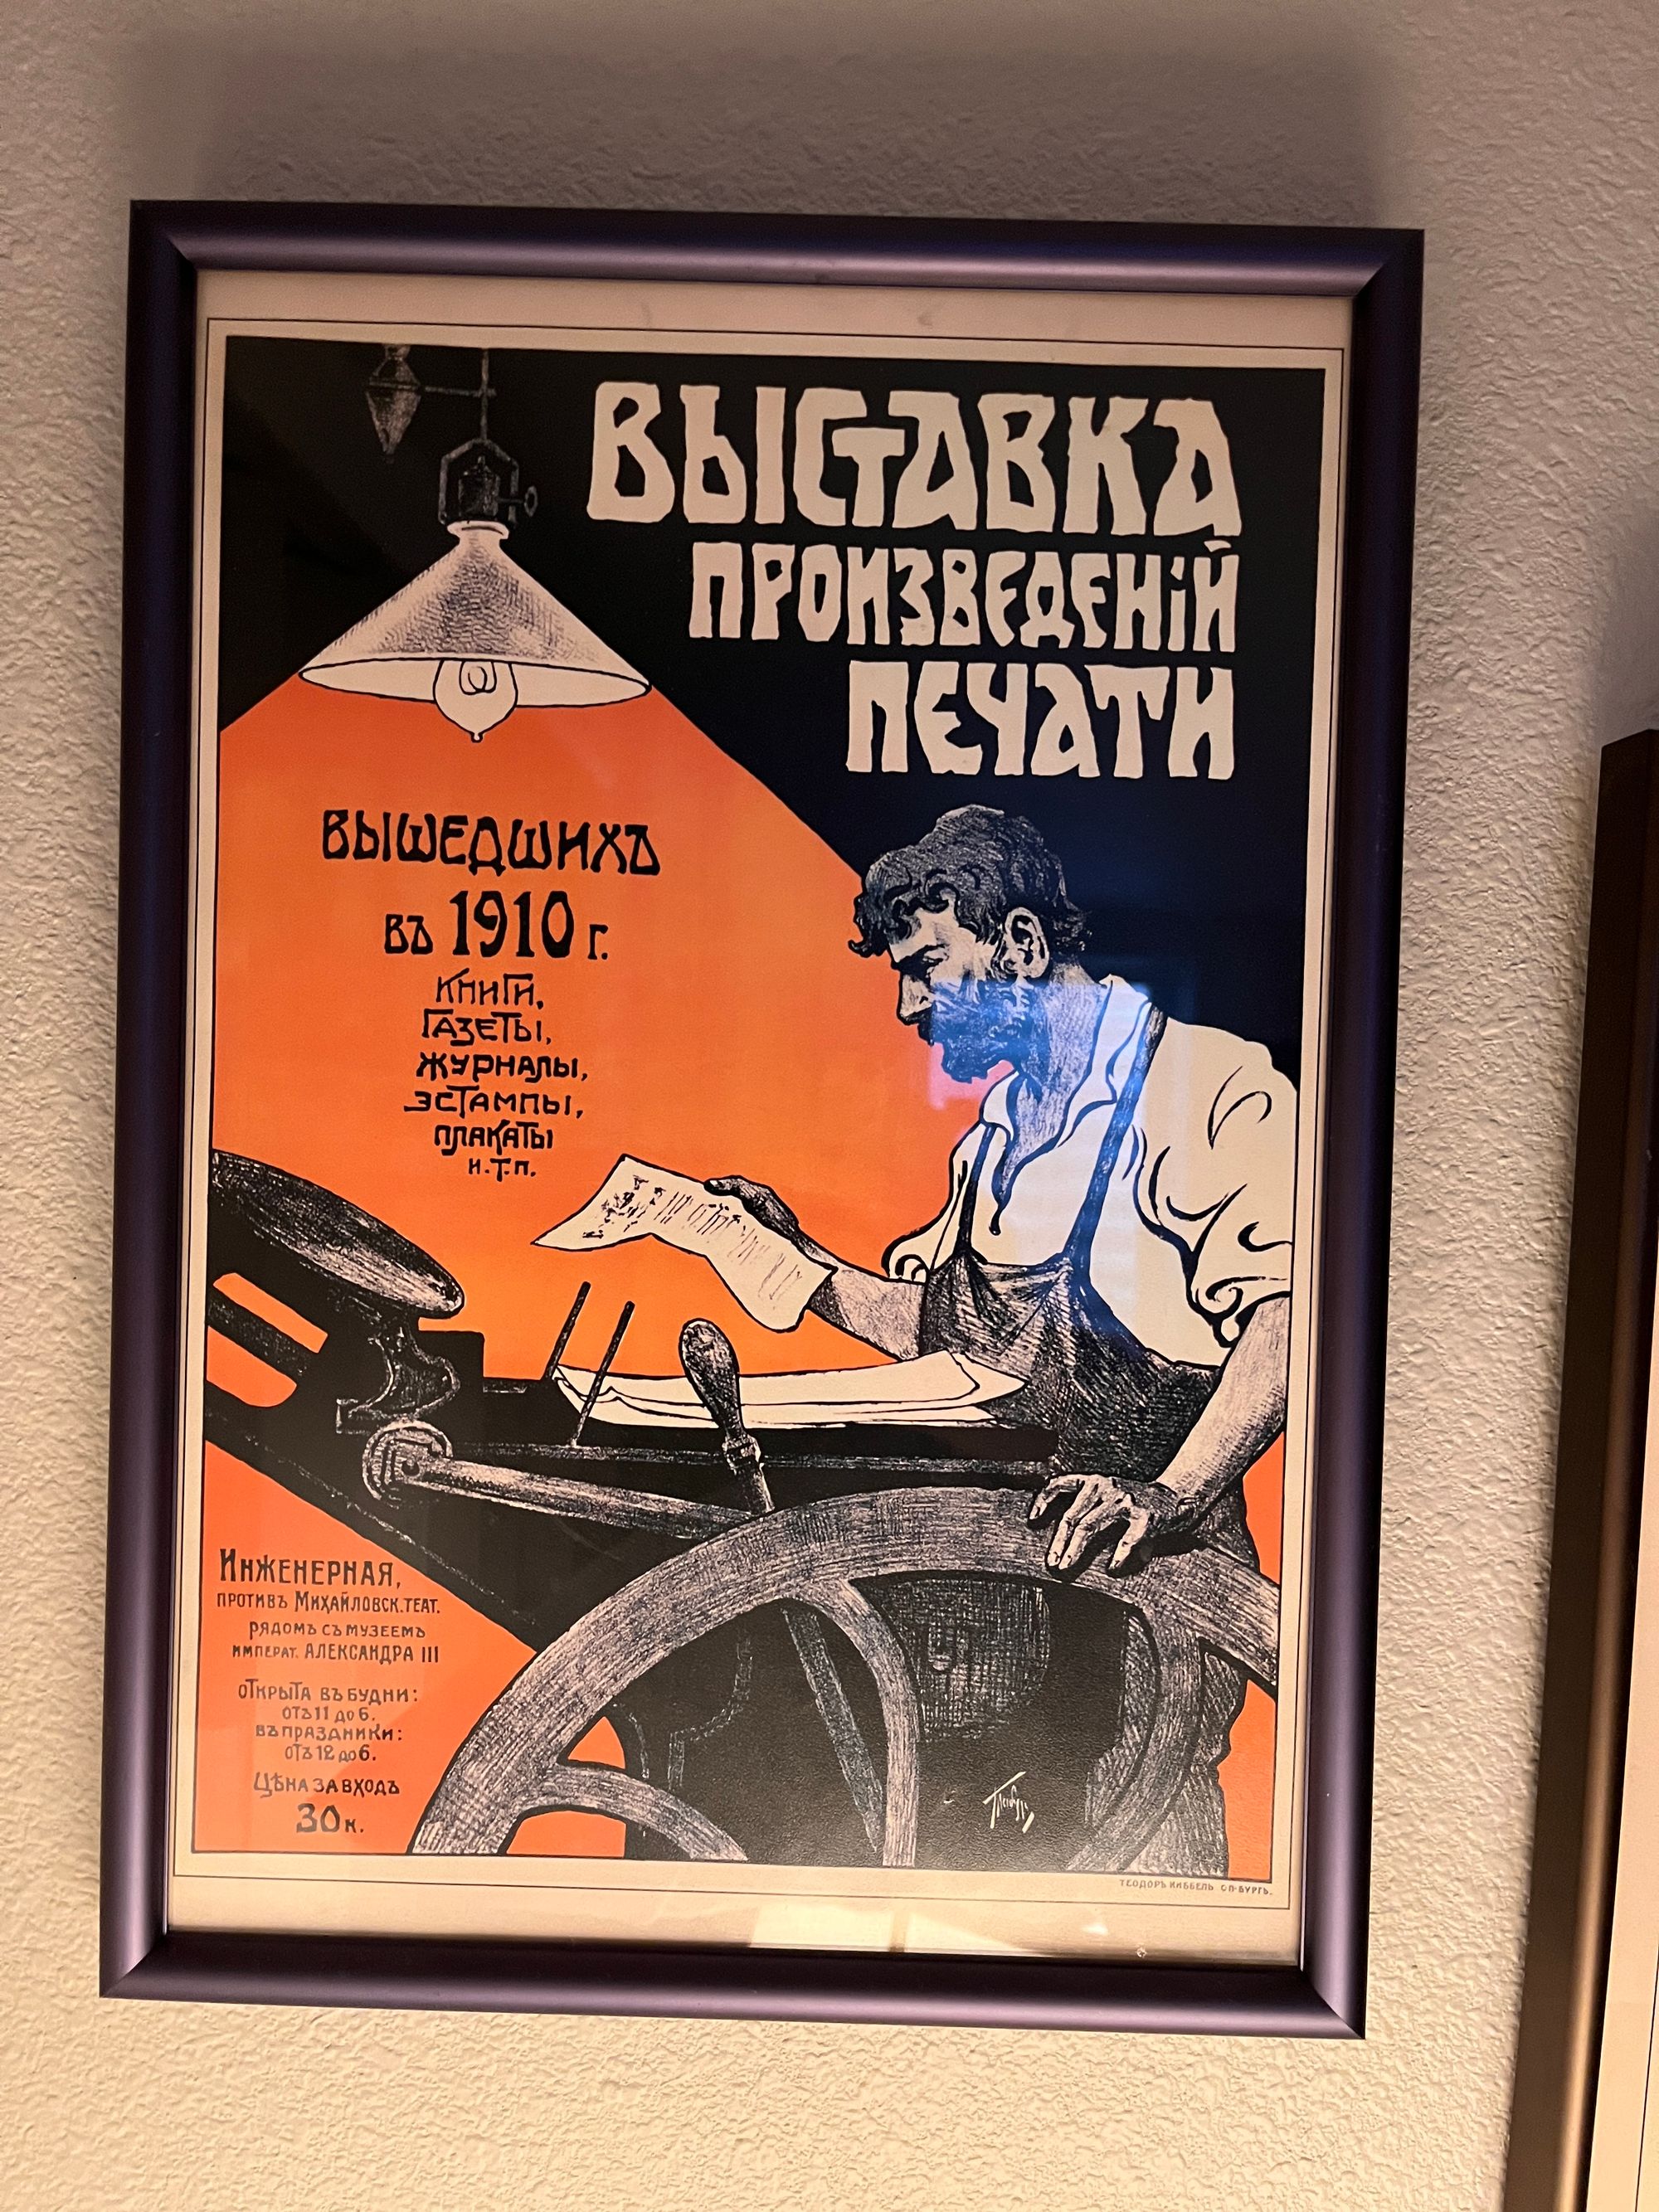 ВЫСТАВКА
ПРОИЗВЕДЕНІЙ
ПЕЧАТИ
ВЫШЕДШИХЪ
ВЪ 1910 Г.
КНИГИ,
ГАЗЕТЫ,
ЖУРНАЛЫ,
ЭСТАМПЫ,
ПЛАКАТЫ
И.Т.П.
ИНЖЕНЕРНАЯ,
ПРОТИВЪ МИХАЙЛОВСК. ТЕАТ.
РЯДОМЪ СЪ МУЗЕЕМЪ
ИМПЕРАТ. АЛЕКСАНДРА III
ОТКРЫТА ВЪ БУДНИ:
ОТЪ 11 ДО 6.
ВЪ ПРАЗДНИКИ:
ОТЪ 12 ДО 6.
ЦѢНА ЗА ВХОДЪ
30 К.
ТЕОДОРЪ КИББЕЛЬ С-П-БУРГЪ.